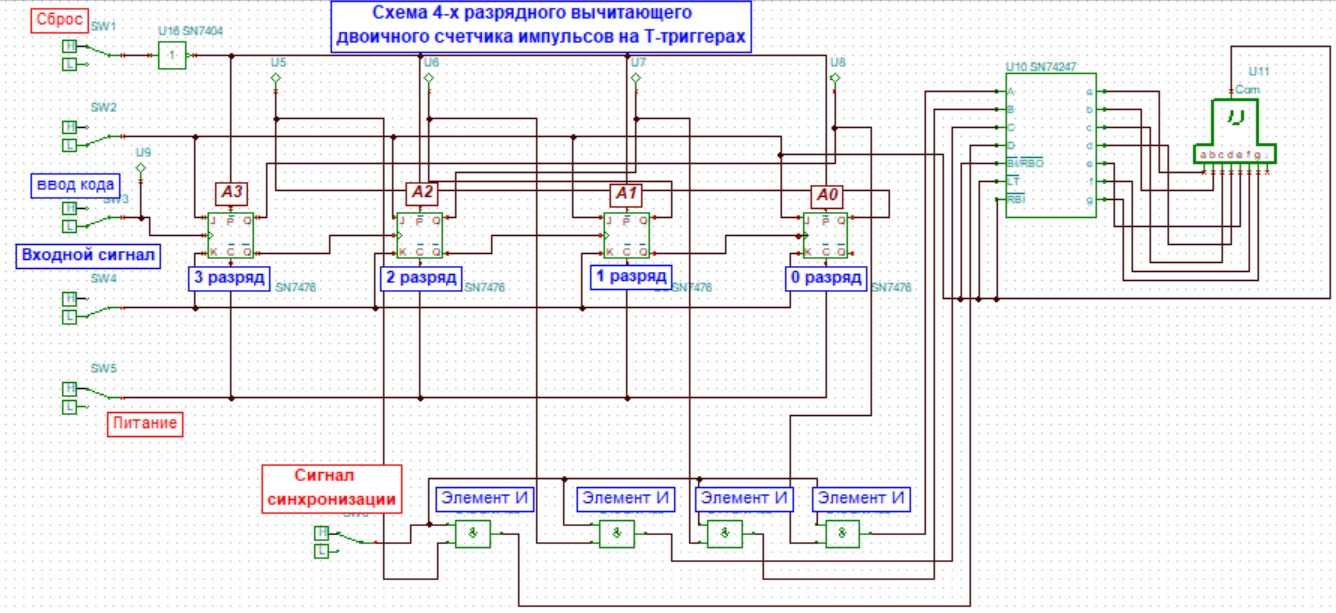 Схема 4-х разрядного вычитающего
двоичного счетчика импульсов на Т-триггерах
Сброс
SW1
H
L
U16 SN7404
1
U5
U6
U7
U8
U10 SN74247
U11
Com
SW2
H
L
U9
ввод кода
H
L
A3
A2
A1
A0
J P Q
K C Q
J P Q
K C Q
J P Q
K C Q
J P Q
K C Q
A
B
C
D
BI/RBO
LT
RBI
a
b
c
d
e
f
g
a b c d e f g .
Входной сигнал
SW4
H
L
3 разряд
SN7476
2 разряд
SN7476
1 разряд
SN7476
0 разряд
SN7476
SW5
H
L
Питание
Сигнал
синхронизации
H
L
Элемент И
Элемент И
Элемент И
Элемент И
&
&
&
&